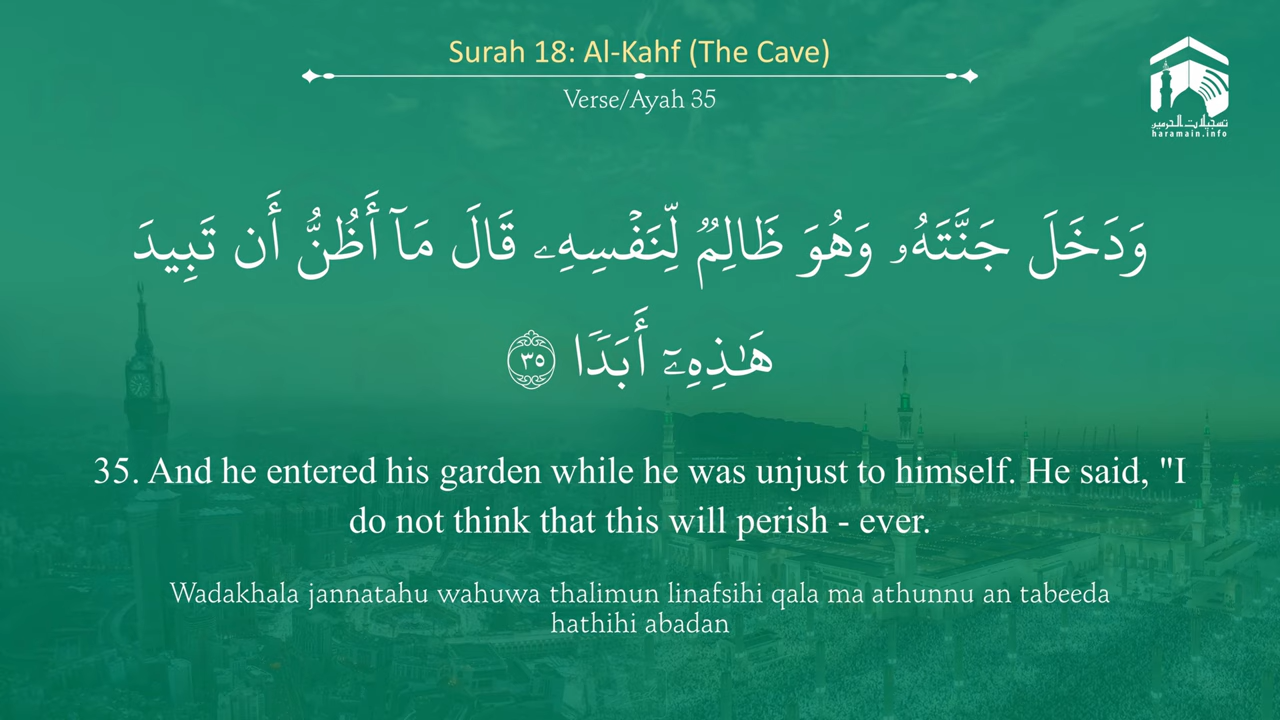 Surah 18: Al-Kahf (The Cave)
Verse/Ayah 35
تسجيلات الحرمين
haramain.info
وَدَخَلَ جَنَّتَهُۥ وَهُوَ ظَالِمٌۭ لِّنَفْسِهِۦ قَالَ مَآ أَظُنُّ أَن تَبِيدَ
هَـٰذِهِۦٓ أَبَدًۭا ٣٥
35. And he entered his garden while he was unjust to himself. He said, "I
do not think that this will perish - ever.
Wadakhala jannatahu wahuwa thalimun linafsihi qala ma athunnu an tabeeda
hathihi abadan